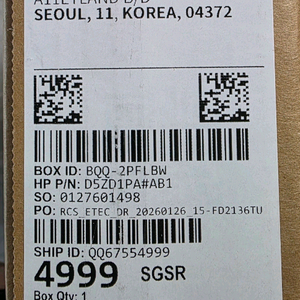 SEOUL, 11, KOREA, 04372
BOX ID: BQQ-2PFLBW
HP P/N: D5ZD1PA#AB1
SO: 0127601498
PO: RCS_ETEC_DR_20260126_15-FD2136TU
SHIP ID: QQ67554999
4999 SGSR
Box Qty: 1